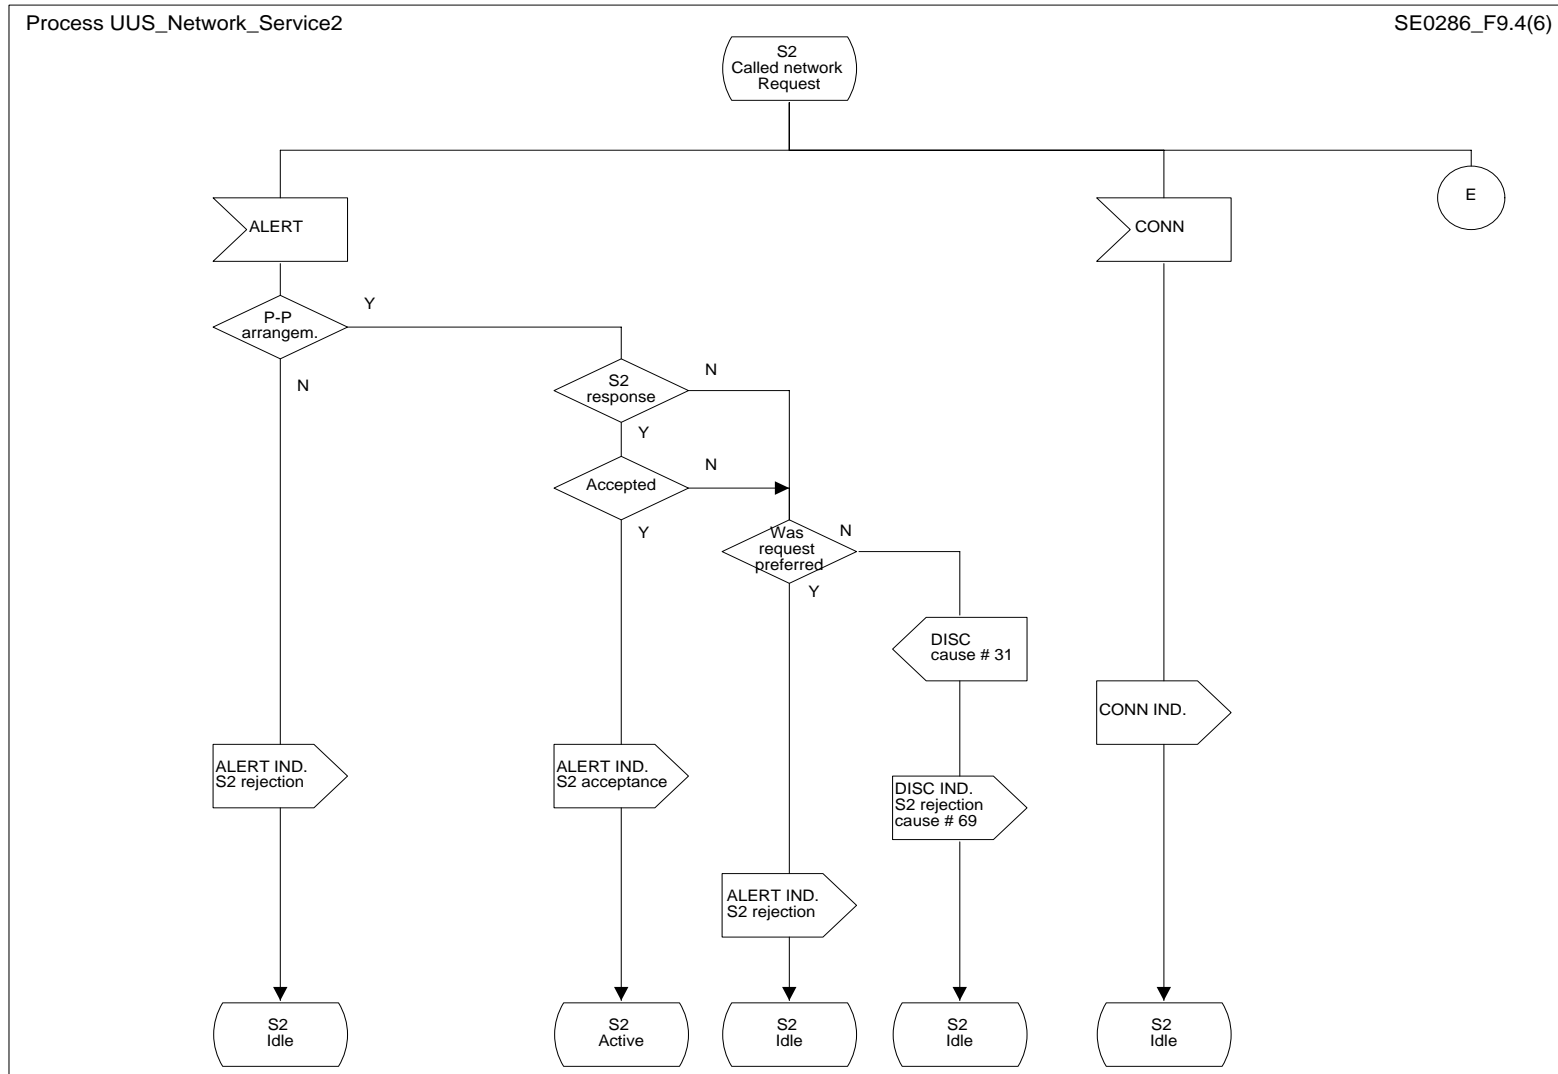 Process UUS_Network_Service2
SE0286_F9.4(6)
S2
Called network
Request
ALERT
CONN
E
P-P
arrangem.
Y
N
S2
response
N
Y
Accepted
N
Y
Was
request
preferred
N
Y
DISC
cause # 31
CONN IND.
ALERT IND.
S2 rejection
ALERT IND.
S2 acceptance
DISC IND.
S2 rejection
cause # 69
ALERT IND.
S2 rejection
S2
Idle
S2
Active
S2
Idle
S2
Idle
S2
Idle